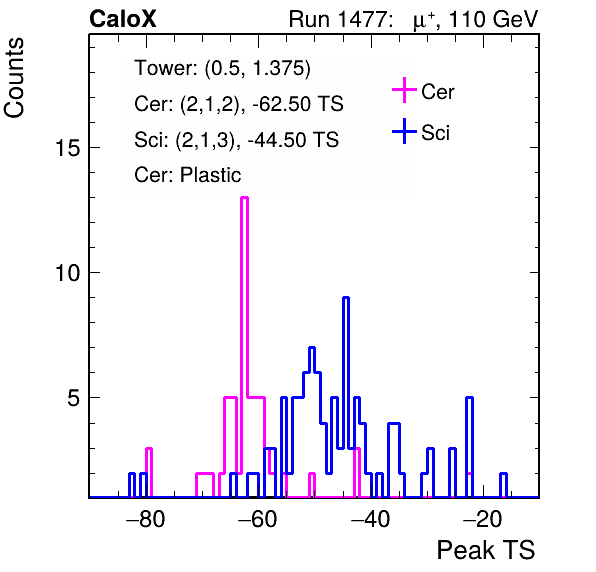 CaloX Run 1477: μ⁺, 110 GeV
Counts
Tower: (0.5, 1.375)
Cer: (2,1,2), -62.50 TS
Sci: (2,1,3), -44.50 TS
Cer: Plastic
Cer
Sci
15
10
5
−80 −60 −40 −20
Peak TS